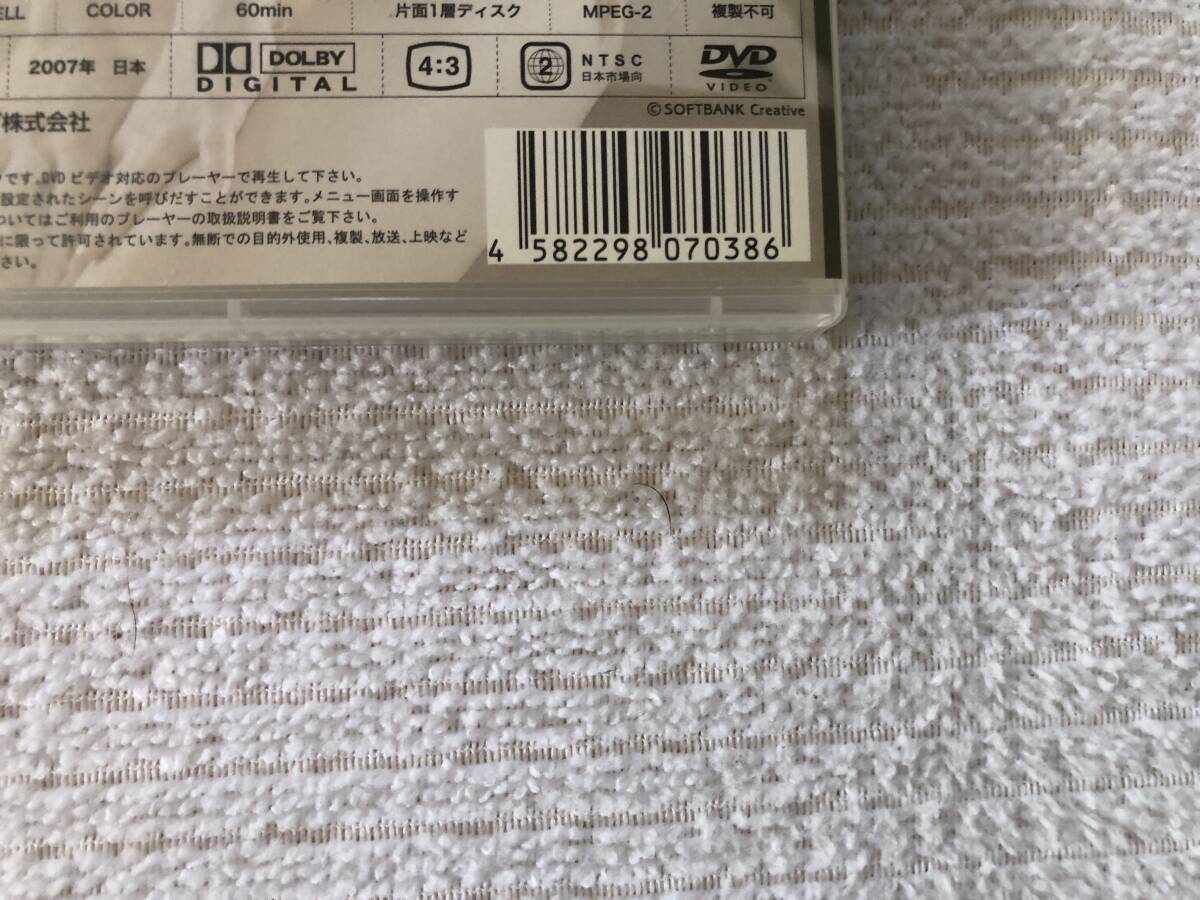 ELL COLOR 60min 片面1層ディスク MPEG-2 複製不可
2007年 日本 DOLBY DIGITAL 4:3 2 NTSC 日本市場向 DVD VIDEO
©SOFTBANK Creative
株式会社
です。DVDビデオ対応のプレーヤーで再生して下さい。
設定されたシーンを呼びだすことができます。メニュー画面を操作す
ついてはご利用のプレーヤーの取扱説明書をご覧下さい。
に限って許可されています。無断での目的外使用、複製、放送、上映など
さい。
4 582298 070386